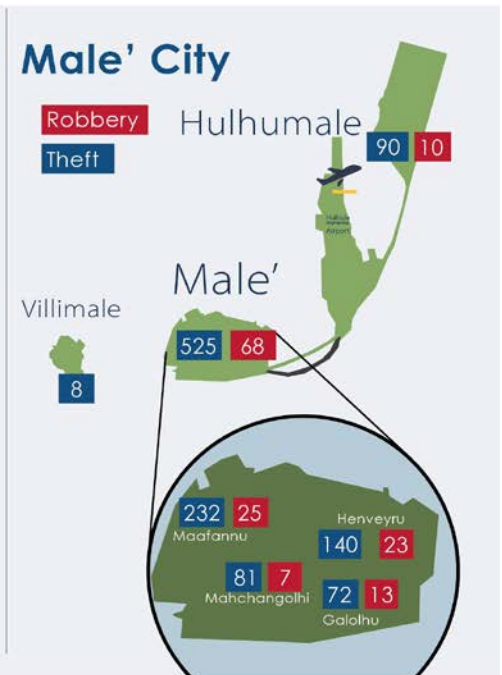 Male’ City
Robbery
Theft
Hulhumale
90 10
Airport
Male’
525 68
Villimale
8
232 25
Maafannu
Henveyru
140 23
81 7
Mahchangolhi
72 13
Galolhu